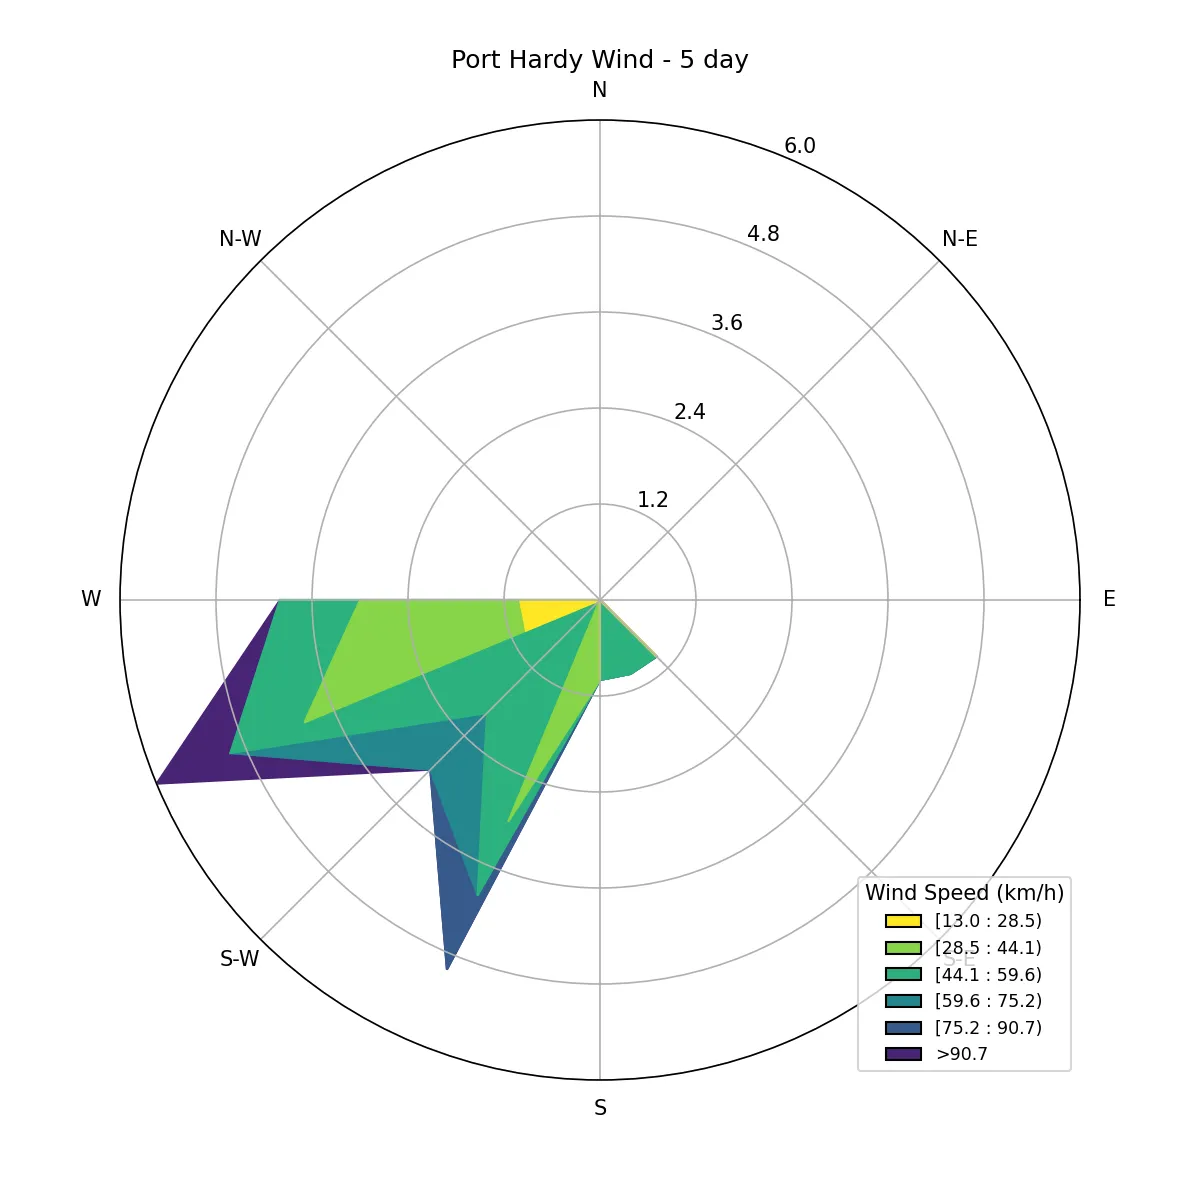 Port Hardy Wind - 5 day
N
6.0
N-W
N-E
4.8
3.6
2.4
1.2
W
E
Wind Speed (km/h)
[13.0 : 28.5)
[28.5 : 44.1)
S-W
S-E
[44.1 : 59.6)
[59.6 : 75.2)
[75.2 : 90.7)
>90.7
S